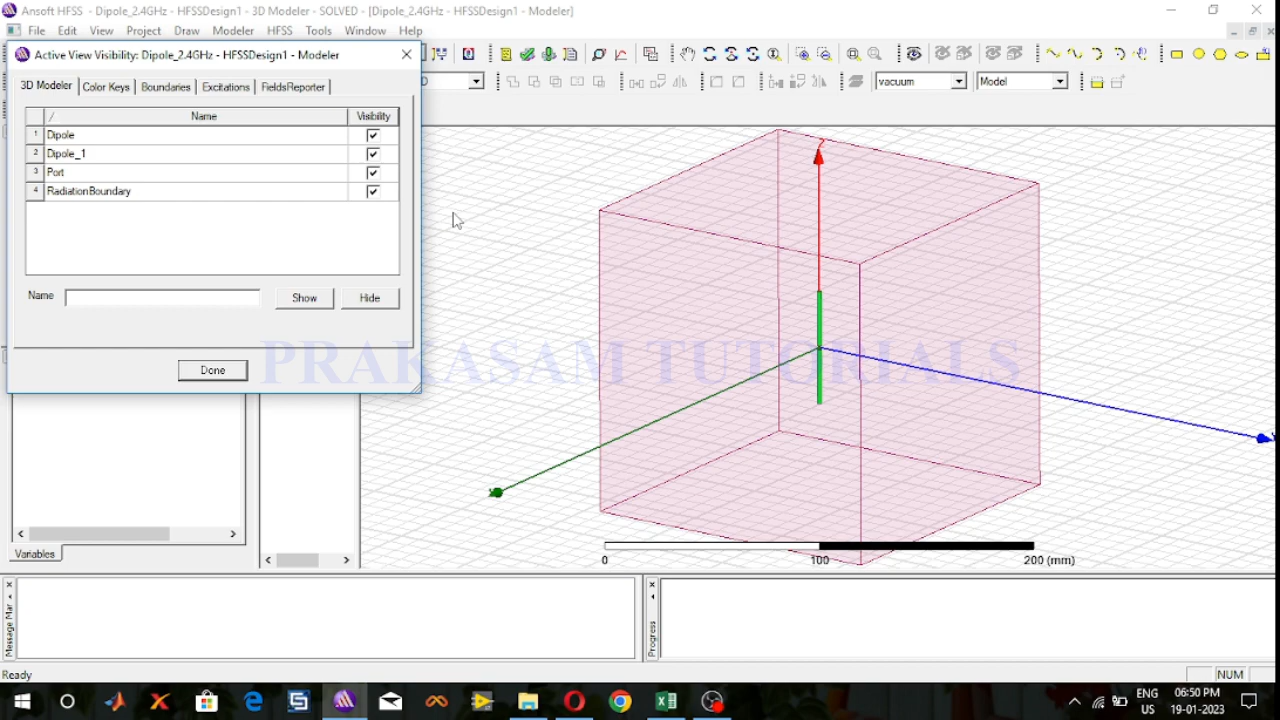 Ansoft HFSS - Dipole_2.4GHz - HFSSDesign1 - 3D Modeler - SOLVED - [Dipole_2.4GHz - HFSSDesign1 - Modeler]
File Edit View Project Draw Modeler HFSS Tools Window Help
Active View Visibility: Dipole_2.4GHz - HFSSDesign1 - Modeler
vacuum Model
3D Modeler Color Keys Boundaries Excitations FieldsReporter
Name Visibility
1 Dipole
2 Dipole_1
3 Port
4 RadiationBoundary
Name Show Hide
Done
PRAKASAM TUTORIALS
Variables
0 100 200 (mm)
Message Mar
Progress
Ready
NUM
ENG
US
06:50 PM
19-01-2023